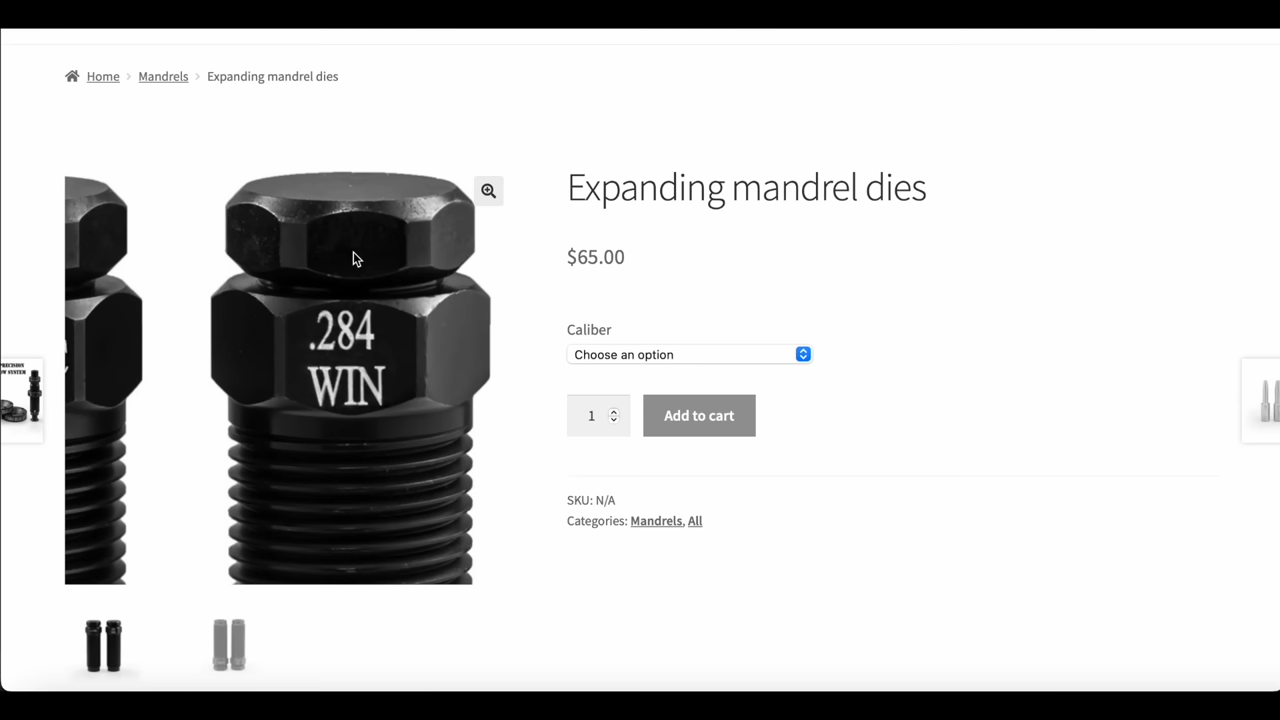 Home > Mandrels > Expanding mandrel dies
.284
WIN
Expanding mandrel dies
$65.00
Caliber
Choose an option
1
Add to cart
SKU: N/A
Categories: Mandrels, All
PRECISION
SYSTEM